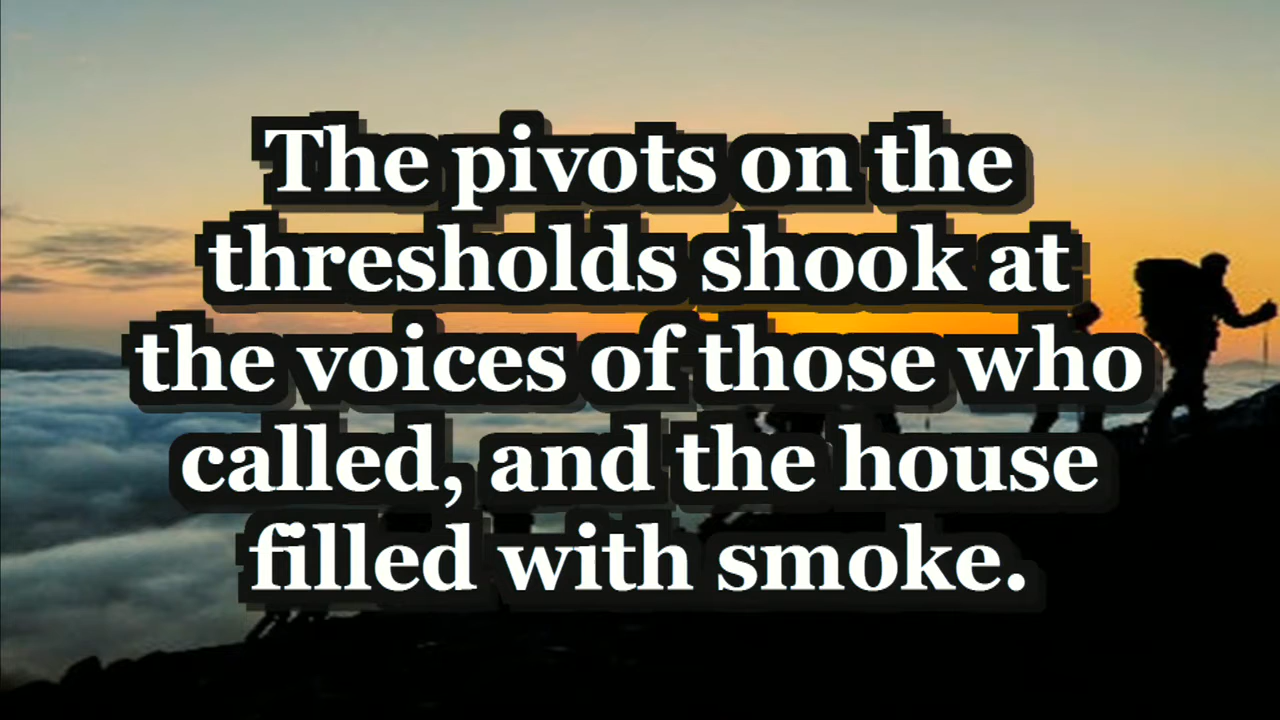 The pivots on the
thresholds shook at
the voices of those who
called, and the house
filled with smoke.